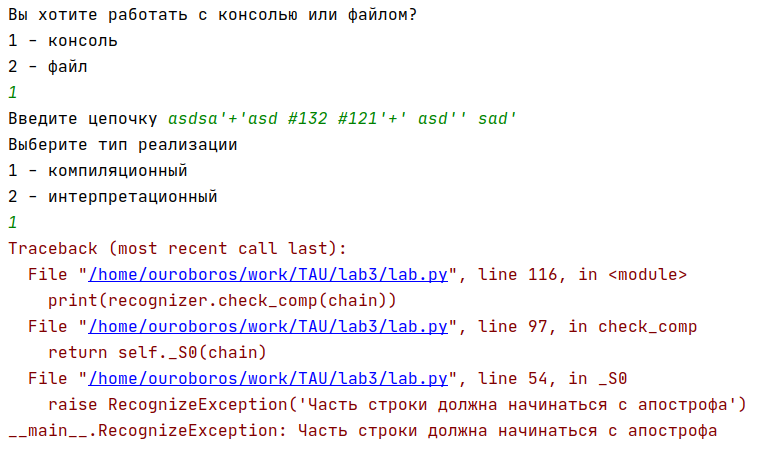 Вы хотите работать с консолью или файлом?
1 - консоль
2 - файл
1
Введите цепочку asdsa'+'asd #132 #121'+' asd'' sad'
Выберите тип реализации
1 - компиляционный
2 - интерпретационный
1
Traceback (most recent call last):
  File "/home/ouroboros/work/TAU/lab3/lab.py", line 116, in <module>
    print(recognizer.check_comp(chain))
  File "/home/ouroboros/work/TAU/lab3/lab.py", line 97, in check_comp
    return self._S0(chain)
  File "/home/ouroboros/work/TAU/lab3/lab.py", line 54, in _S0
    raise RecognizeException('Часть строки должна начинаться с апострофа')
__main__.RecognizeException: Часть строки должна начинаться с апострофа